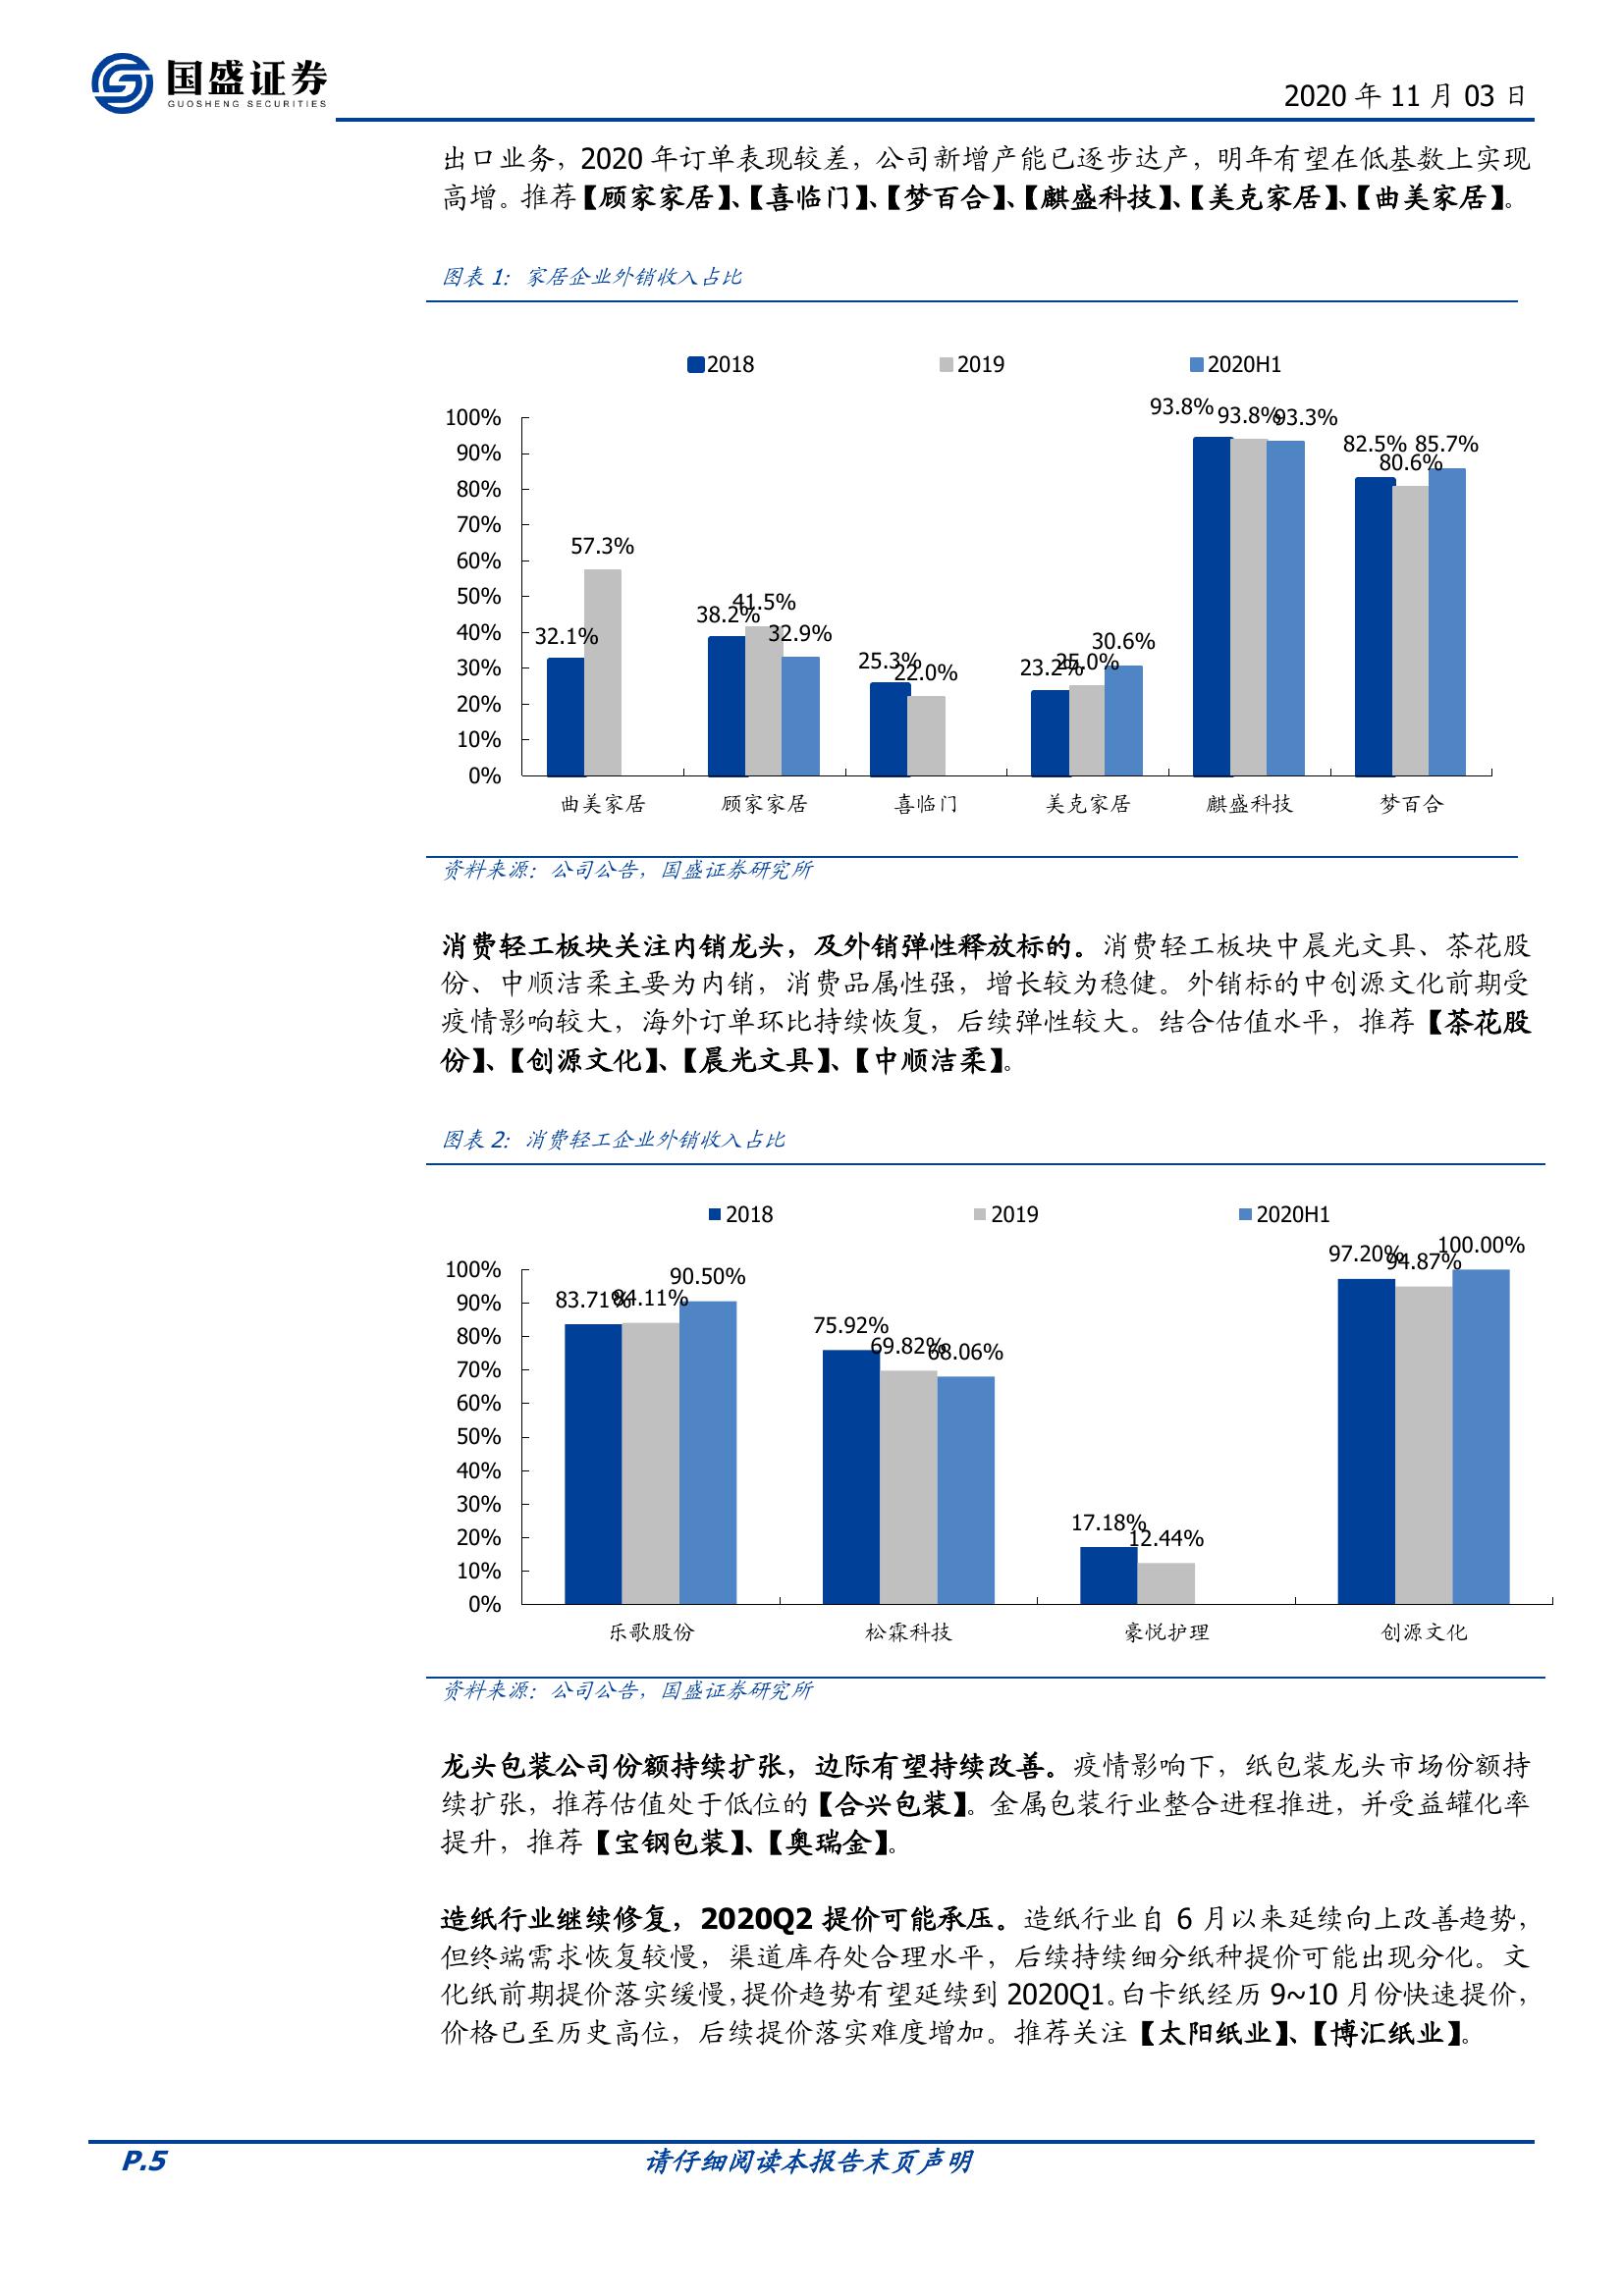 国盛证券
GUOSHENG SECURITIES
2020 年 11 月 03 日
出口业务，2020 年订单表现较差，公司新增产能已逐步达产，明年有望在低基数上实现
高增。推荐【顾家家居】、【喜临门】、【梦百合】、【麒盛科技】、【美克家居】、【曲美家居】。
图表 1：家居企业外销收入占比
2018 2019 2020H1
100%
90%
80%
70%
60%
50%
40%
30%
20%
10%
0%
32.1% 57.3%
38.2% 41.5% 32.9%
25.3% 22.0%
23.2% 25.0% 30.6%
93.8% 93.8% 93.3%
82.5% 80.6% 85.7%
曲美家居 顾家家居 喜临门 美克家居 麒盛科技 梦百合
资料来源：公司公告，国盛证券研究所
消费轻工板块关注内销龙头，及外销弹性释放标的。消费轻工板块中晨光文具、茶花股
份、中顺洁柔主要为内销，消费品属性强，增长较为稳健。外销标的中创源文化前期受
疫情影响较大，海外订单环比持续恢复，后续弹性较大。结合估值水平，推荐【茶花股
份】、【创源文化】、【晨光文具】、【中顺洁柔】。
图表 2：消费轻工企业外销收入占比
2018 2019 2020H1
100%
90%
80%
70%
60%
50%
40%
30%
20%
10%
0%
83.71% 84.11% 90.50%
75.92% 69.82% 68.06%
17.18% 12.44%
97.20% 94.87% 100.00%
乐歌股份 松霖科技 豪悦护理 创源文化
资料来源：公司公告，国盛证券研究所
龙头包装公司份额持续扩张，边际有望持续改善。疫情影响下，纸包装龙头市场份额持
续扩张，推荐估值处于低位的【合兴包装】。金属包装行业整合进程推进，并受益罐化率
提升，推荐【宝钢包装】、【奥瑞金】。
造纸行业继续修复，2020Q2 提价可能承压。造纸行业自 6 月以来延续向上改善趋势，
但终端需求恢复较慢，渠道库存处合理水平，后续持续细分纸种提价可能出现分化。文
化纸前期提价落实缓慢，提价趋势有望延续到 2020Q1。白卡纸经历 9~10 月份快速提价，
价格已至历史高位，后续提价落实难度增加。推荐关注【太阳纸业】、【博汇纸业】。
P.5 请仔细阅读本报告末页声明